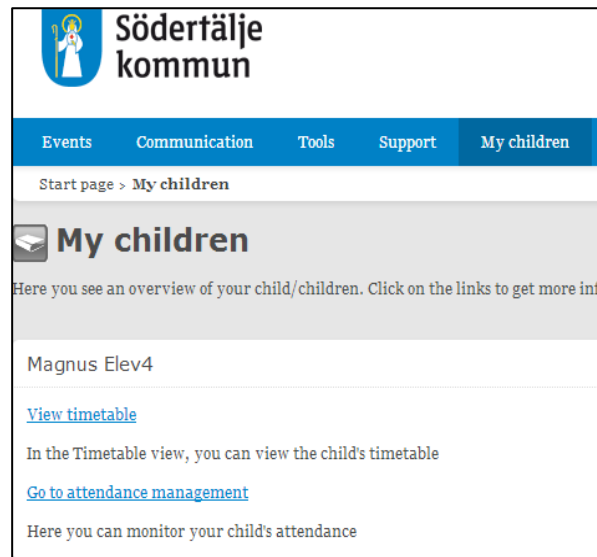 Södertälje
kommun
Events Communication Tools Support My children
Start page > My children
My children
Here you see an overview of your child/children. Click on the links to get more
Magnus Elev4
View timetable
In the Timetable view, you can view the child's timetable
Go to attendance management
Here you can monitor your child's attendance